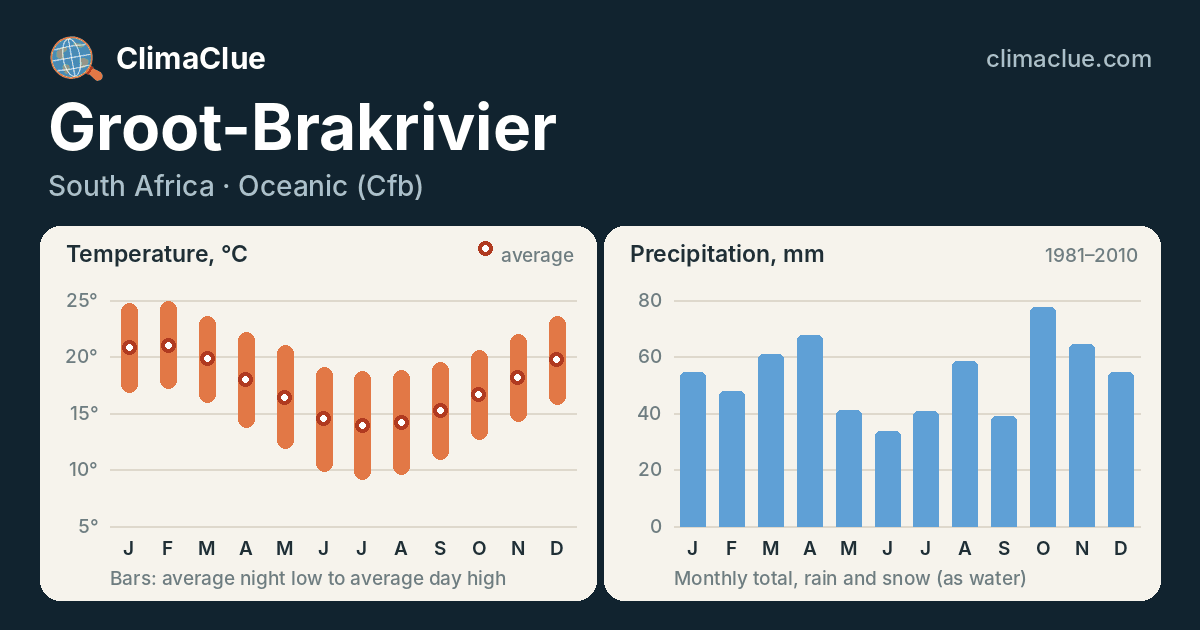 ClimaClue
climaclue.com
Groot-Brakrivier
South Africa · Oceanic (Cfb)
Temperature, °C
average
25°
20°
15°
10°
5°
J F M A M J J A S O N D
Bars: average night low to average day high
Precipitation, mm
1981–2010
80
60
40
20
0
J F M A M J J A S O N D
Monthly total, rain and snow (as water)